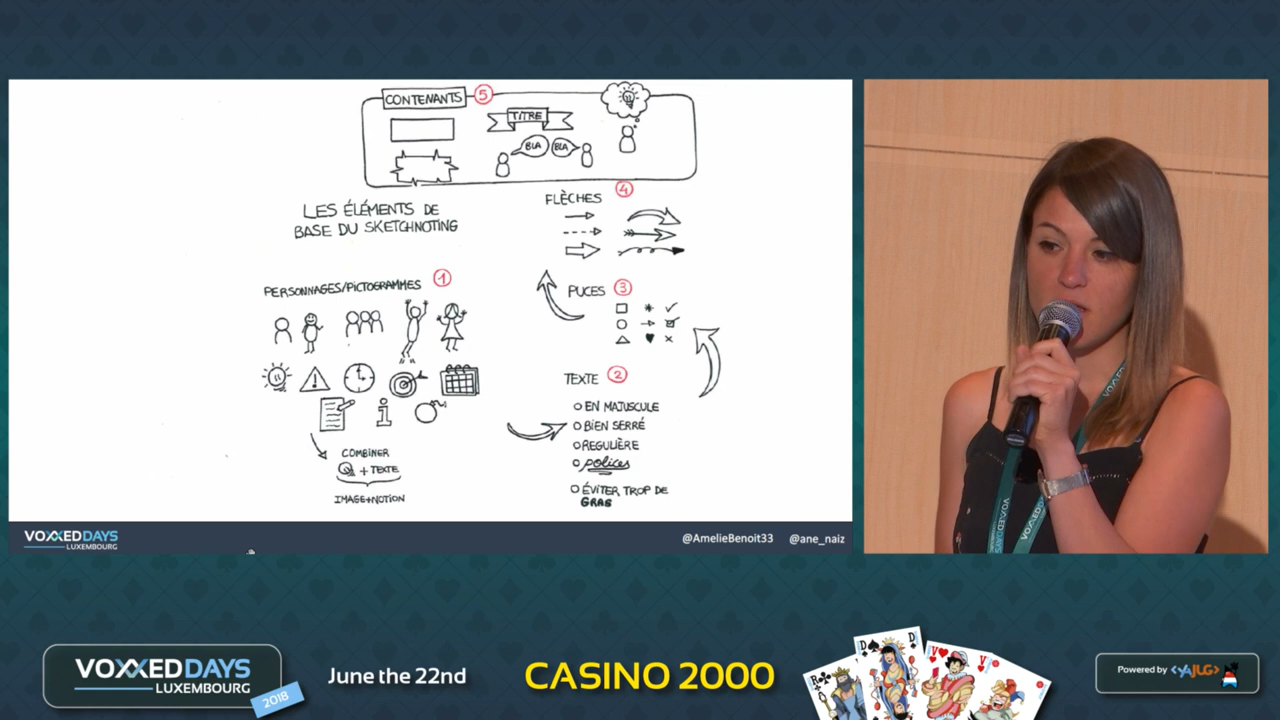 CONTENANTS 5
TITRE
BLA BLA
LES ÉLÉMENTS DE
BASE DU SKETCHNOTING
PERSONNAGES/PICTOGRAMMES 1
i
COMBINER
+ TEXTE
IMAGE+NOTION
FLÈCHES 4
PUCES 3
TEXTE 2
EN MAJUSCULE
BIEN SERRÉ
REGULIÈRE
polices
ÉVITER TROP DE
GRAS
VOXXEDDAYS
LUXEMBOURG
@AmelieBenoit33 @ane_naiz
VOXXEDDAYS
LUXEMBOURG
2018
June the 22nd
CASINO 2000
R
D D
V V
Powered by <YAJUG>